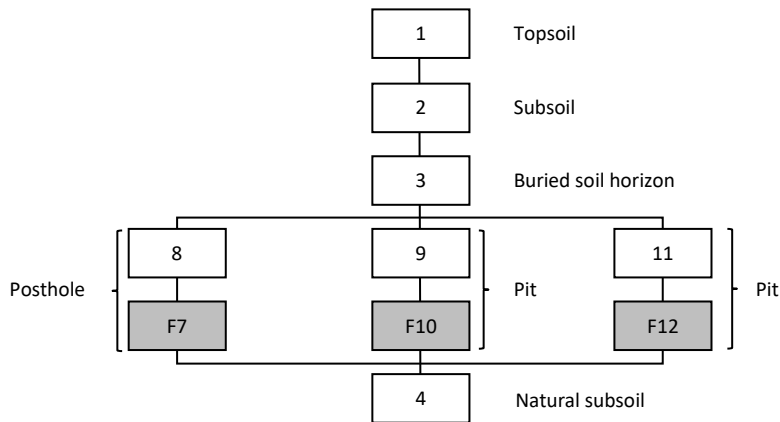 1 Topsoil
2 Subsoil
3 Buried soil horizon
8 9 11
Posthole Pit Pit
F7 F10 F12
4 Natural subsoil